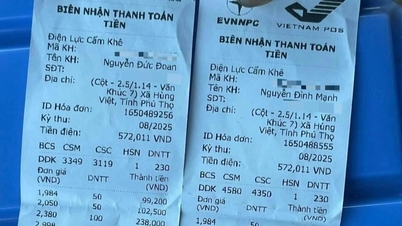 BIÊN NHẬN THANH TOÁN
TIỀN
Điện Lực Cẩm Khê
Mã KH:
Tên KH: Nguyễn Đức Đoan
SĐT:
Địa chỉ: (Cột - 2.5/1.14 - Văn
Khúc 7) Xã Hùng
Việt, Tỉnh Phú Thọ
ID Hóa đơn: 1650489256
Kỳ thu: 08/2025
Tiền điện: 572,011 VND
BCS CSM CSC HSN DNTT
DDK 3349 3119 1 230
Đơn giá DNTT Thành tiền
(VND) (VND)
1,984 50 99,200
2,050 50 102,500
2,380 100 238,000
EVNNPC VIETNAM POS
BIÊN NHẬN THANH TOÁN
TIỀN
Điện Lực Cẩm Khê
Mã KH:
Tên KH: Nguyễn Đình Mạnh
SĐT:
Địa chỉ: (Cột - 2.5/1.14 - Văn
Khúc 7) Xã Hùng
Việt, Tỉnh Phú Thọ
ID Hóa đơn: 1650488555
Kỳ thu: 08/2025
Tiền điện: 572,011 VND
BCS CSM CSC HSN DNTT
DDK 4580 4350 1 230
Đơn giá DNTT Thành tiền
(VND) (VND)
1,984 50